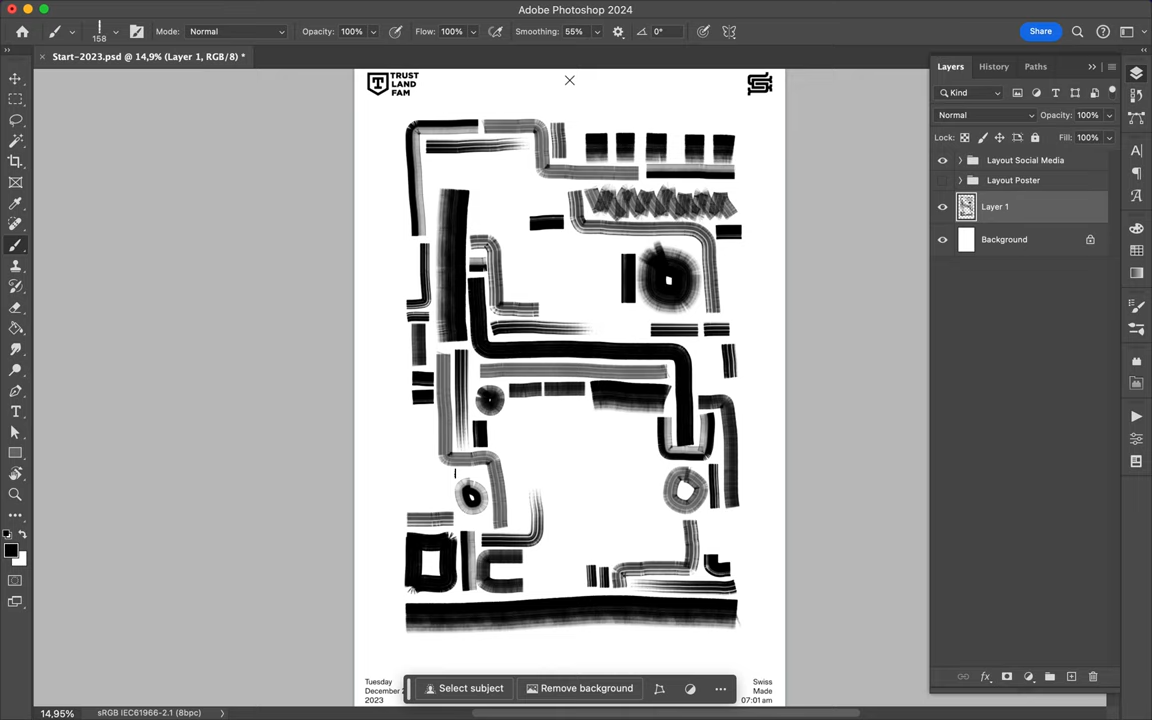 Adobe Photoshop 2024
158
Mode: Normal
Opacity: 100%
Flow: 100%
Smoothing: 55%
0°
Share
Start-2023.psd @ 14,9% (Layer 1, RGB/8) *
Layers
History
Paths
Kind
Normal
Opacity: 100%
Lock:
Fill: 100%
Layout Social Media
Layout Poster
Layer 1
Background
TRUST
LAND
FAM
Tuesday
December
2023
Select subject
Remove background
Swiss
Made
07:01 am
14,95%
sRGB IEC61966-2.1 (8bpc)